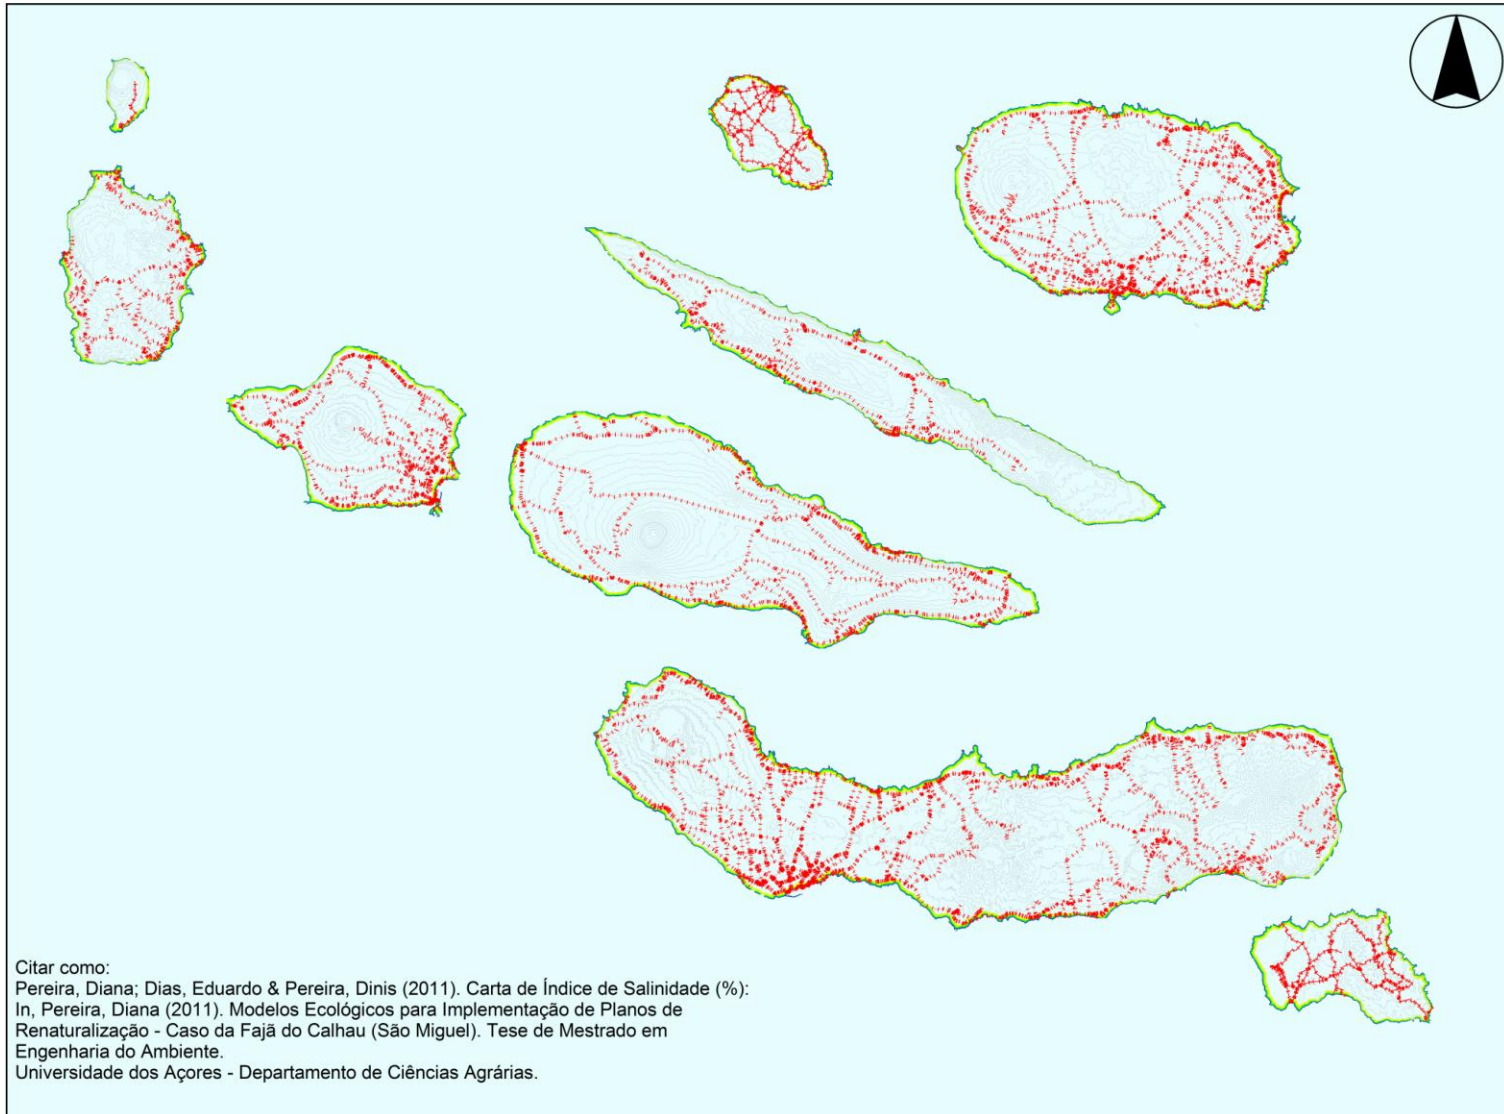 Citar como:
Pereira, Diana; Dias, Eduardo & Pereira, Dinis (2011). Carta de Índice de Salinidade (%):
In, Pereira, Diana (2011). Modelos Ecológicos para Implementação de Planos de
Renaturalização - Caso da Fajã do Calhau (São Miguel). Tese de Mestrado em
Engenharia do Ambiente.
Universidade dos Açores - Departamento de Ciências Agrárias.